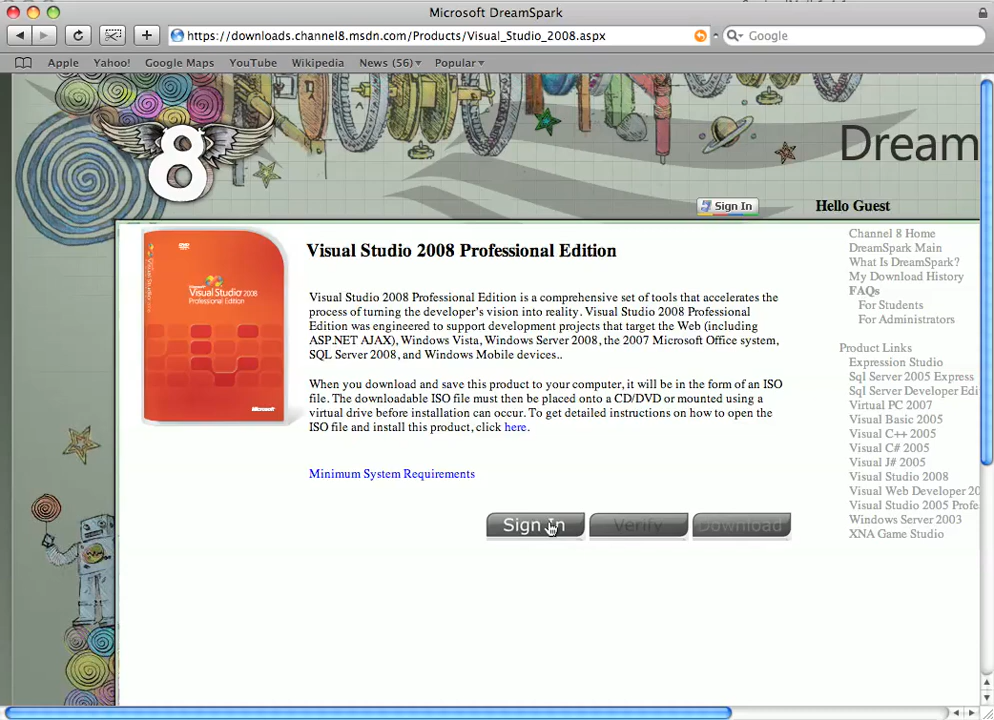 Microsoft DreamSpark
https://downloads.channel8.msdn.com/Products/Visual_Studio_2008.aspx
Google
Apple Yahoo! Google Maps YouTube Wikipedia News (56) Popular
8
Dream
Sign In
Hello Guest
Channel 8 Home
DreamSpark Main
What Is DreamSpark?
My Download History
FAQs
For Students
For Administrators
Product Links
Expression Studio
Sql Server 2005 Express
Sql Server Developer Edi
Virtual PC 2007
Visual Basic 2005
Visual C++ 2005
Visual C# 2005
Visual J# 2005
Visual Studio 2008
Visual Web Developer 20
Visual Studio 2005 Profe
Windows Server 2003
XNA Game Studio
Visual Studio 2008
Professional Edition
Microsoft
Visual Studio 2008 Professional Edition
Visual Studio 2008 Professional Edition is a comprehensive set of tools that accelerates the
process of turning the developer's vision into reality. Visual Studio 2008 Professional
Edition was engineered to support development projects that target the Web (including
ASP.NET AJAX), Windows Vista, Windows Server 2008, the 2007 Microsoft Office system,
SQL Server 2008, and Windows Mobile devices..
When you download and save this product to your computer, it will be in the form of an ISO
file. The downloadable ISO file must then be placed onto a CD/DVD or mounted using a
virtual drive before installation can occur. To get detailed instructions on how to open the
ISO file and install this product, click here.
Minimum System Requirements
Sign In Verify Download